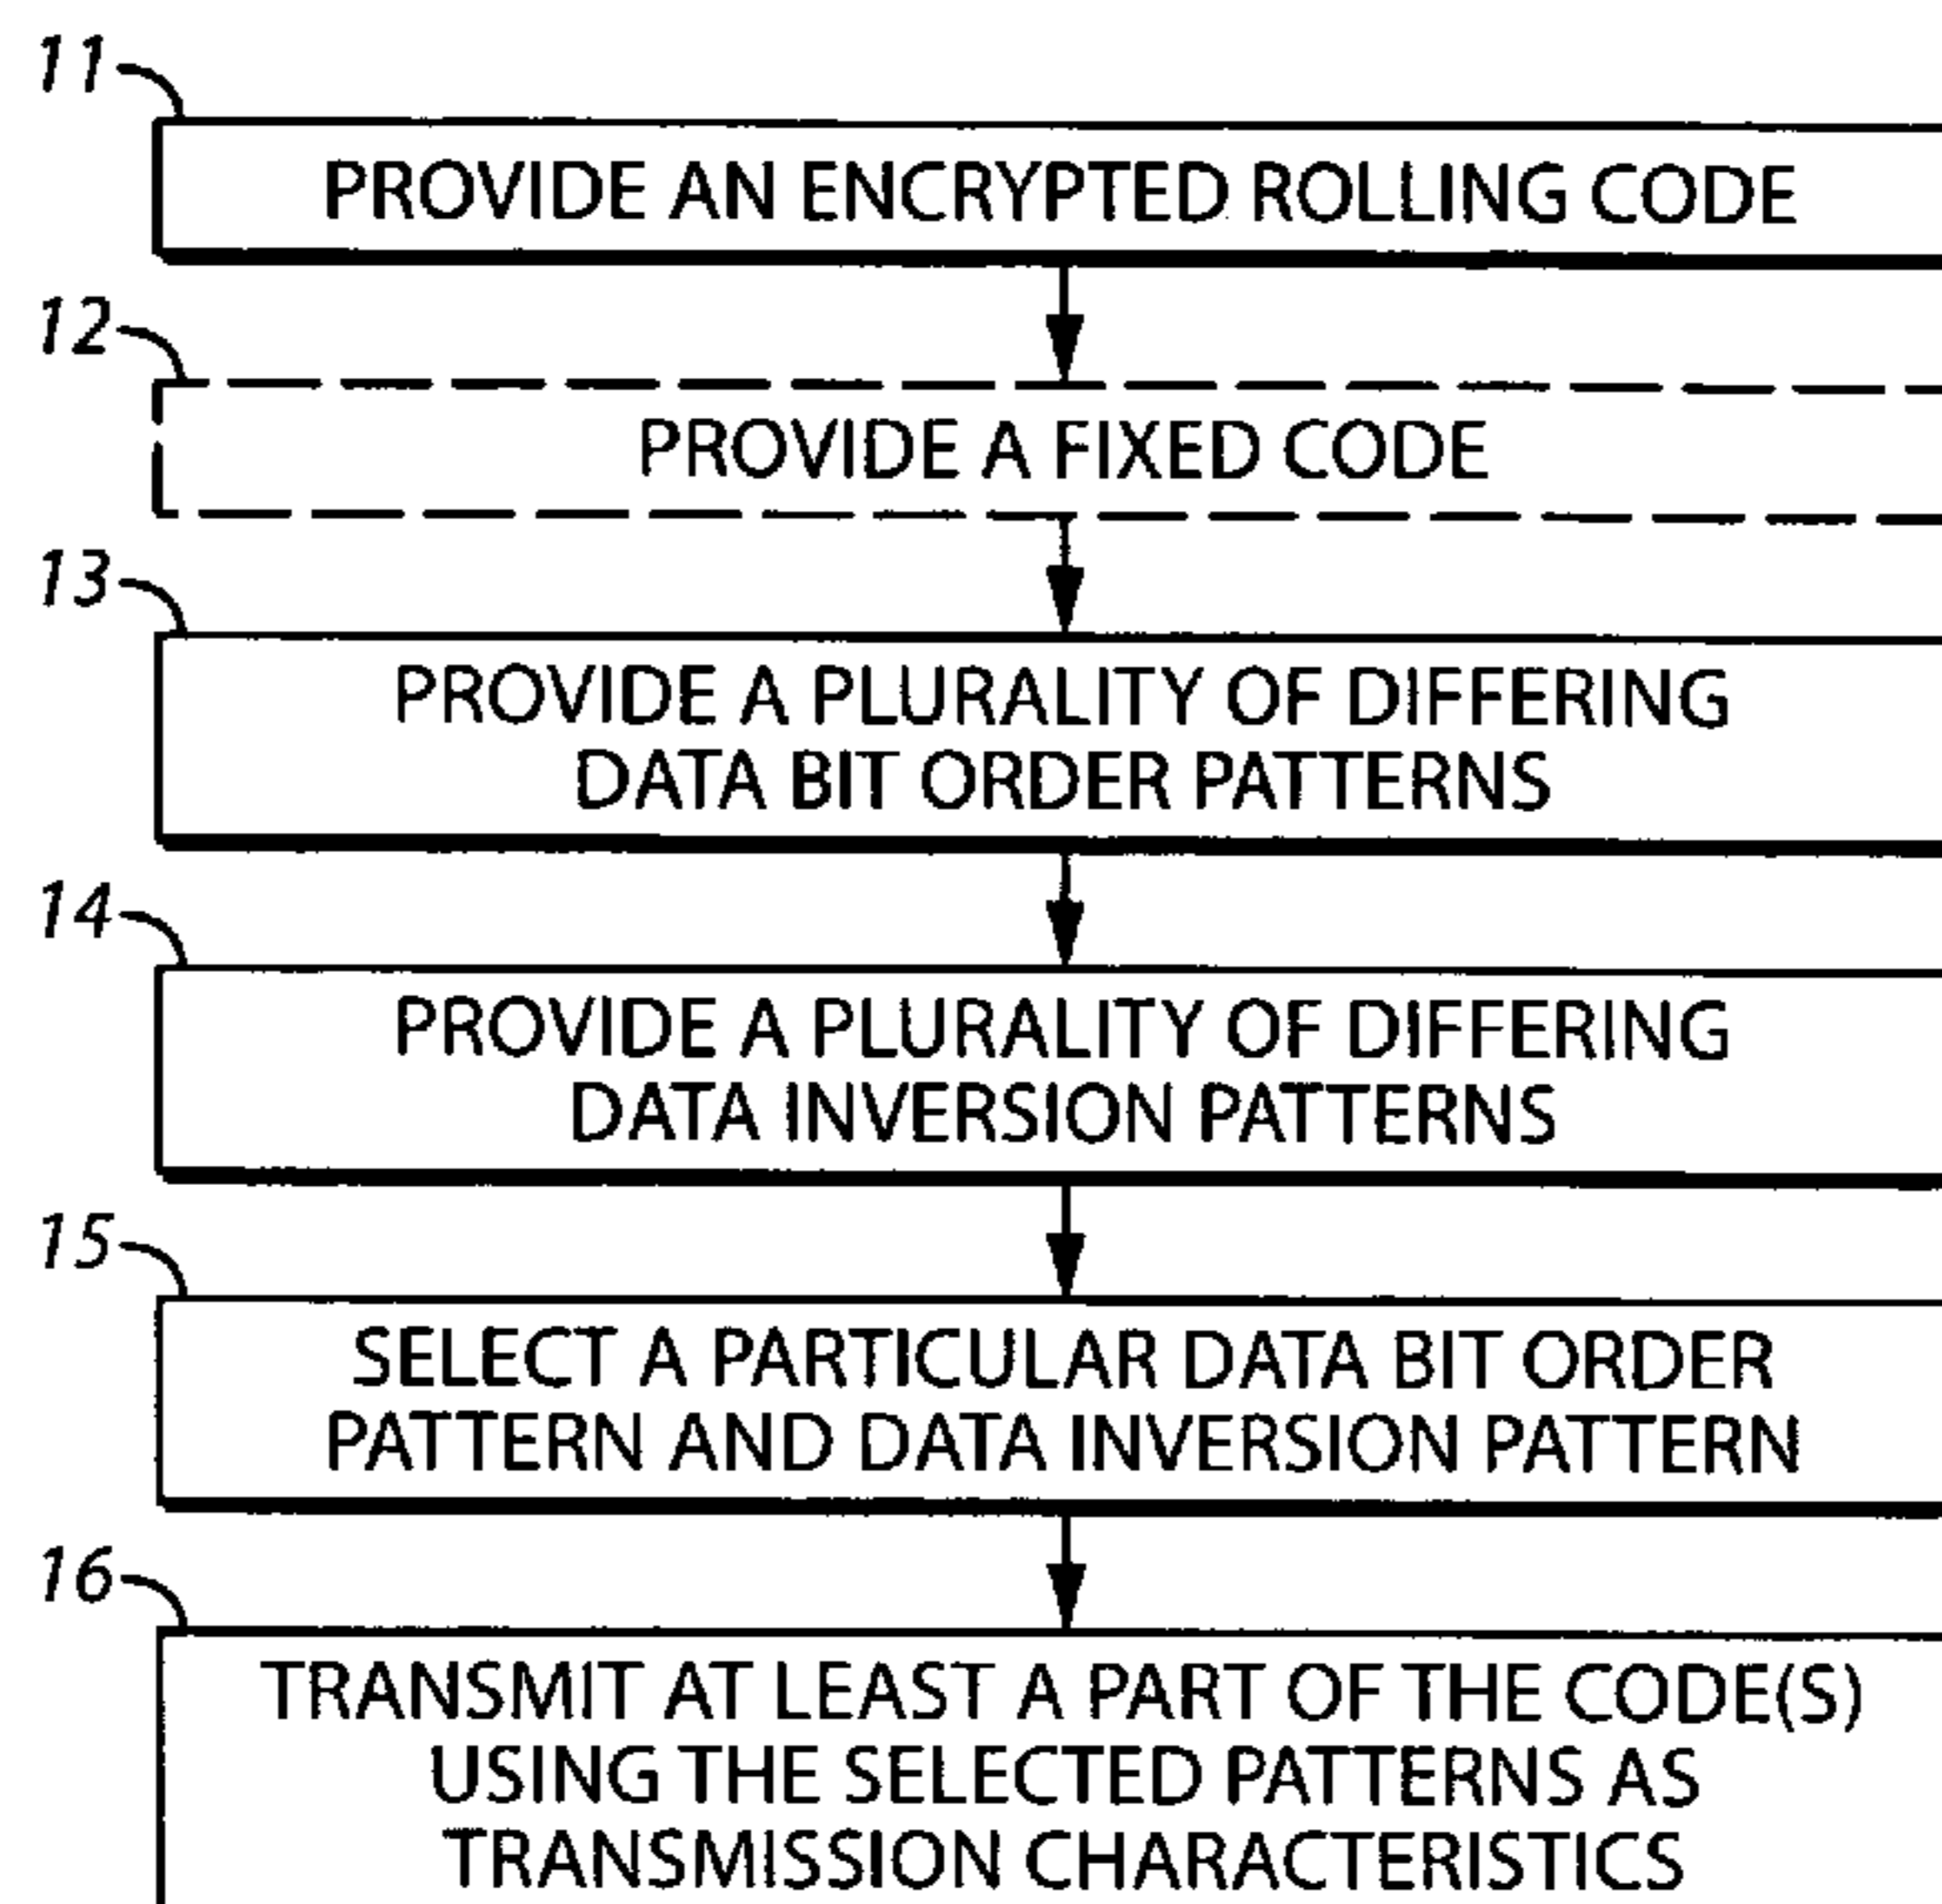 11
PROVIDE AN ENCRYPTED ROLLING CODE
12
PROVIDE A FIXED CODE
13
PROVIDE A PLURALITY OF DIFFERING
DATA BIT ORDER PATTERNS
14
PROVIDE A PLURALITY OF DIFFERING
DATA INVERSION PATTERNS
15
SELECT A PARTICULAR DATA BIT ORDER
PATTERN AND DATA INVERSION PATTERN
16
TRANSMIT AT LEAST A PART OF THE CODE(S)
USING THE SELECTED PATTERNS AS
TRANSMISSION CHARACTERISTICS